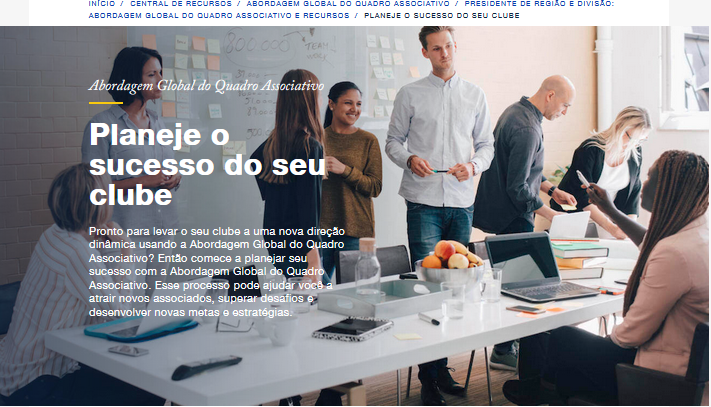 INÍCIO / CENTRAL DE RECURSOS / ABORDAGEM GLOBAL DO QUADRO ASSOCIATIVO / PRESIDENTE DE REGIÃO E DIVISÃO:
ABORDAGEM GLOBAL DO QUADRO ASSOCIATIVO E RECURSOS / PLANEJE O SUCESSO DO SEU CLUBE
800000
TEAM
Abordagem Global do Quadro Associativo
Planeje o
sucesso do seu
clube
Pronto para levar o seu clube a uma nova direção
dinâmica usando a Abordagem Global do Quadro
Associativo? Então comece a planejar seu
sucesso com a Abordagem Global do Quadro
Associativo. Esse processo pode ajudar você a
atrair novos associados, superar desafios e
desenvolver novas metas e estratégias.